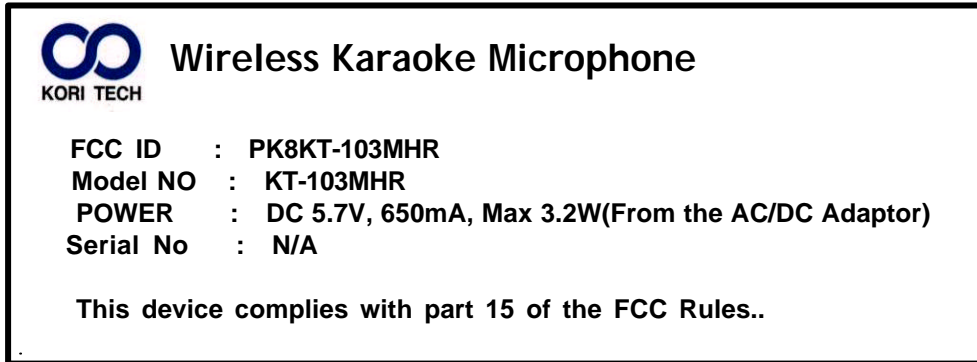 Wireless Karaoke Microphone
KORI TECH
FCC ID : PK8KT-103MHR
Model NO : KT-103MHR
POWER : DC 5.7V, 650mA, Max 3.2W(From the AC/DC Adaptor)
Serial No : N/A
This device complies with part 15 of the FCC Rules..